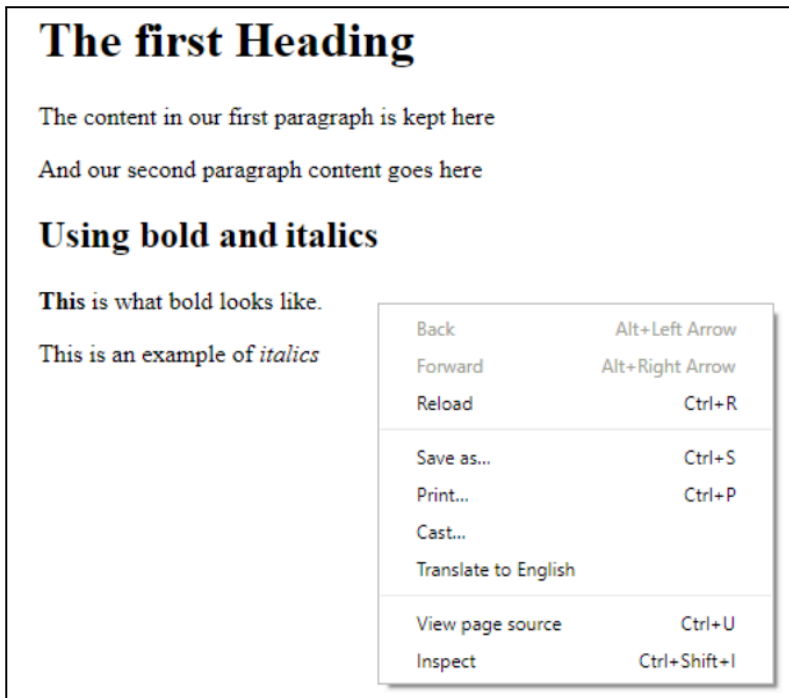 The first Heading
The content in our first paragraph is kept here
And our second paragraph content goes here
Using bold and italics
This is what bold looks like.
This is an example of italics
Back Alt+Left Arrow
Forward Alt+Right Arrow
Reload Ctrl+R
Save as... Ctrl+S
Print... Ctrl+P
Cast...
Translate to English
View page source Ctrl+U
Inspect Ctrl+Shift+I